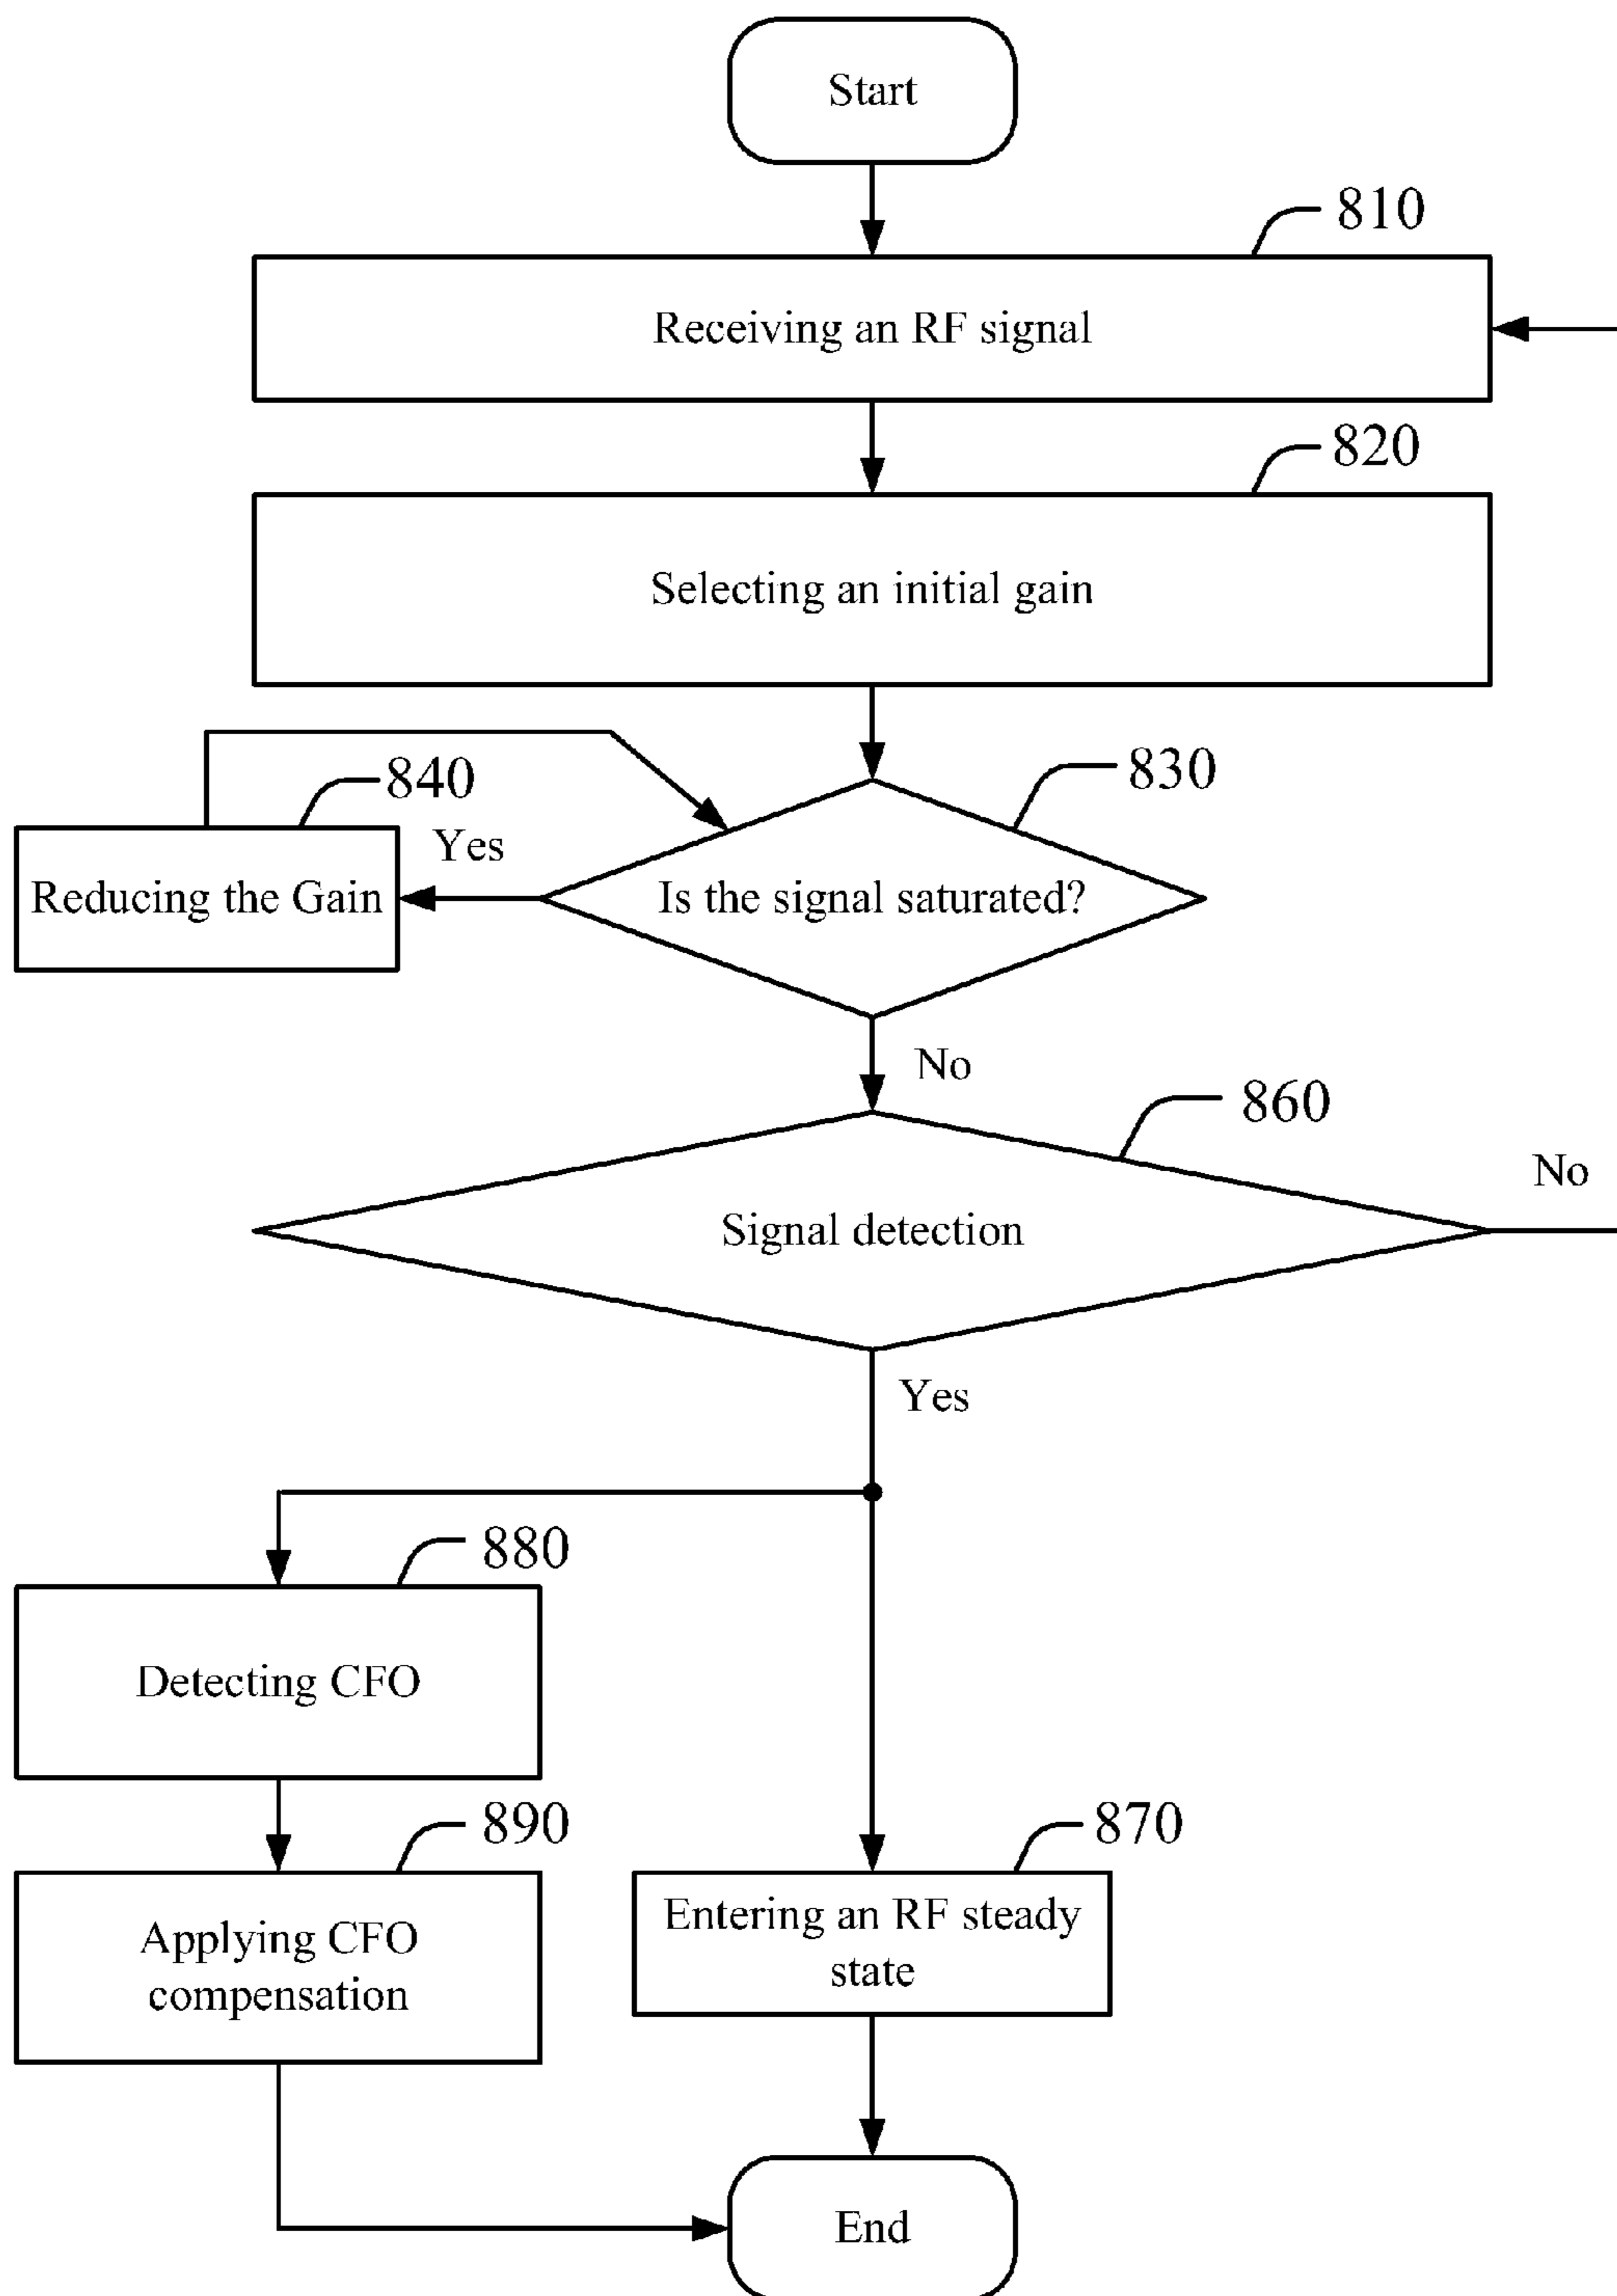 Start
810
Receiving an RF signal
820
Selecting an initial gain
840
830
Yes
Reducing the Gain
Is the signal saturated?
No
860
No
Signal detection
Yes
880
Detecting CFO
890
870
Applying CFO
compensation
Entering an RF steady
state
End